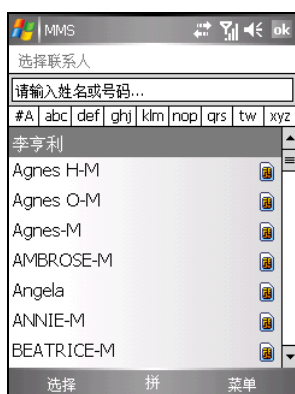 MMS ok
选择联系人
请输入姓名或号码...
#A abc def ghj klm nop qrs tw xyz
李亨利
Agnes H-M
Agnes O-M
Agnes-M
AMBROSE-M
Angela
ANNIE-M
BEATRICE-M
选择 拼 菜单